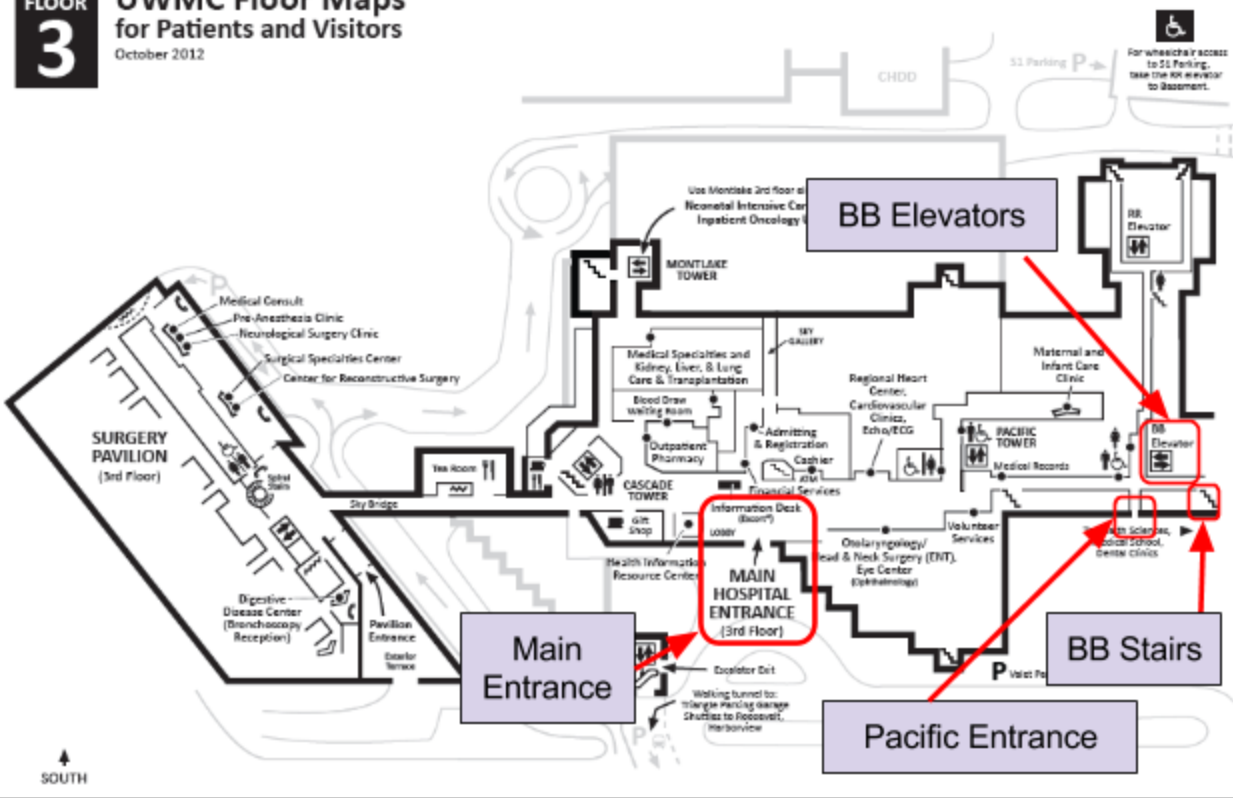 FLOOR
3
UWMC Floor Maps
for Patients and Visitors
October 2012
CHDD
S1 Parking P
For wheelchair access
to S1 Parking,
take the RR elevator
to Basement.
Use Montlake 3rd floor
Neonatal Intensive
Inpatient Oncology
BB Elevators
RR
Elevator
MONTLAKE
TOWER
P
Medical Consult
Pre-Anesthesia Clinic
Neurological Surgery Clinic
Surgical Specialties Center
Center for Reconstructive Surgery
SKY
GALLERY
Medical Specialties and
Kidney, Liver, & Lung
Care & Transplantation
Blood Draw
Waiting Room
Outpatient
Pharmacy
Admitting
& Registration
Cashier
ATM
Financial Services
Regional Heart
Center,
Cardiovascular
Clinics,
Echo/ECG
Maternal and
Infant Care
Clinic
PACIFIC
TOWER
Medical Records
BB
Elevator
SURGERY
PAVILION
(3rd Floor)
Spiral
Stairs
Tea Room
Sky Bridge
CASCADE
TOWER
Gift
Shop
Information Desk
(Escort*)
LOBBY
Health Information
Resource Center
MAIN
HOSPITAL
ENTRANCE
(3rd Floor)
Otolaryngology/
Head & Neck Surgery (ENT),
Eye Center
(Ophthalmology)
Volunteer
Services
Sciences,
School,
Dental Clinics
Digestive
Disease Center
(Bronchoscopy
Reception)
Pavilion
Entrance
Exterior
Terrace
Main
Entrance
Escalator Exit
Walking tunnel to:
Triangle Parking Garage
Shuttles to Roosevelt,
Harborview
P
P Valet
BB Stairs
Pacific Entrance
SOUTH